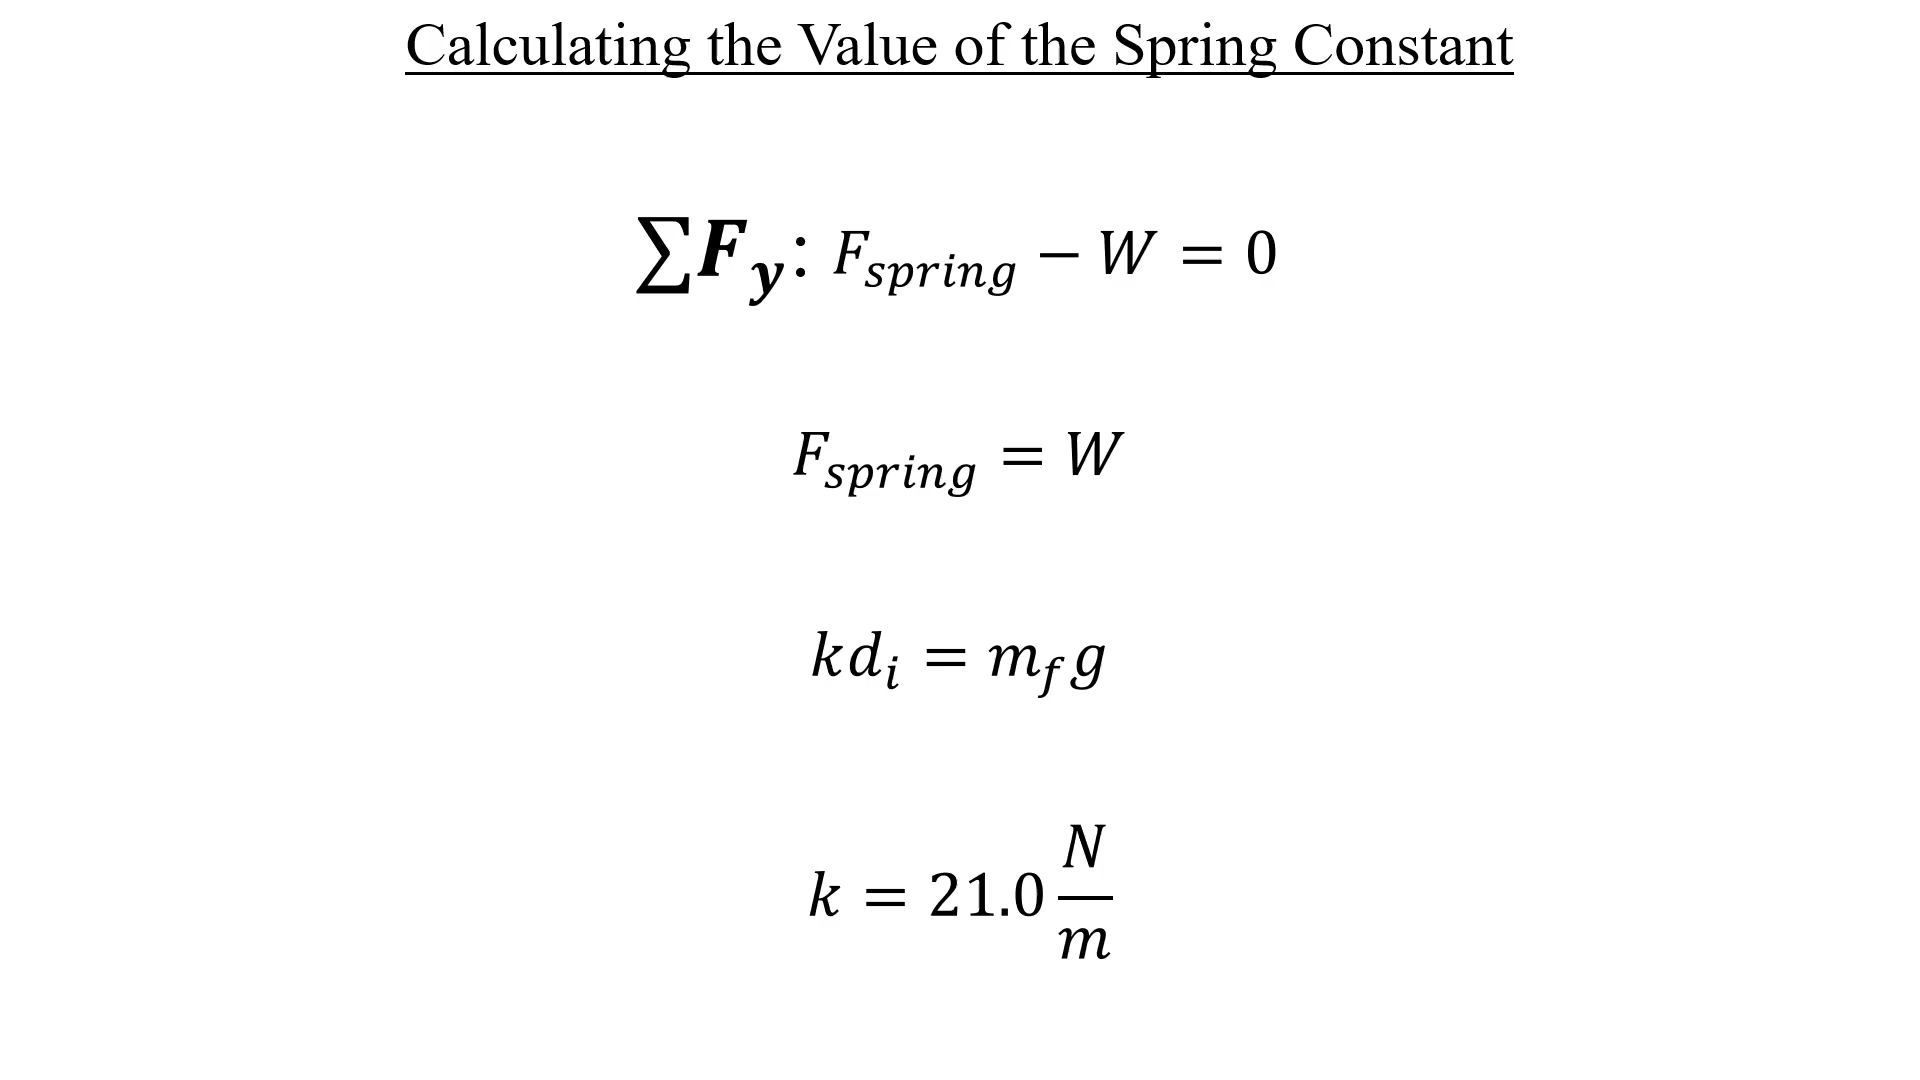 Calculating the Value of the Spring Constant
∑F_y: F_spring − W = 0
F_spring = W
kd_i = m_f g
k = 21.0 N/m